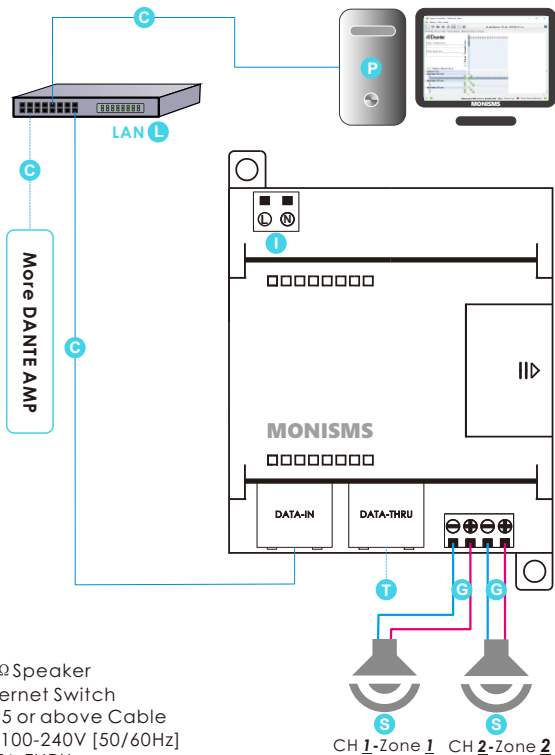 C
P
Dante
MONISMS
LAN L
C
L N
I
More DANTE AMP
C
MONISMS
DATA-IN
DATA-THRU
T
G
G
S
S
CH 1-Zone 1
CH 2-Zone 2
Ω Speaker
ernet Switch
5 or above Cable
100-240V [50/60Hz]